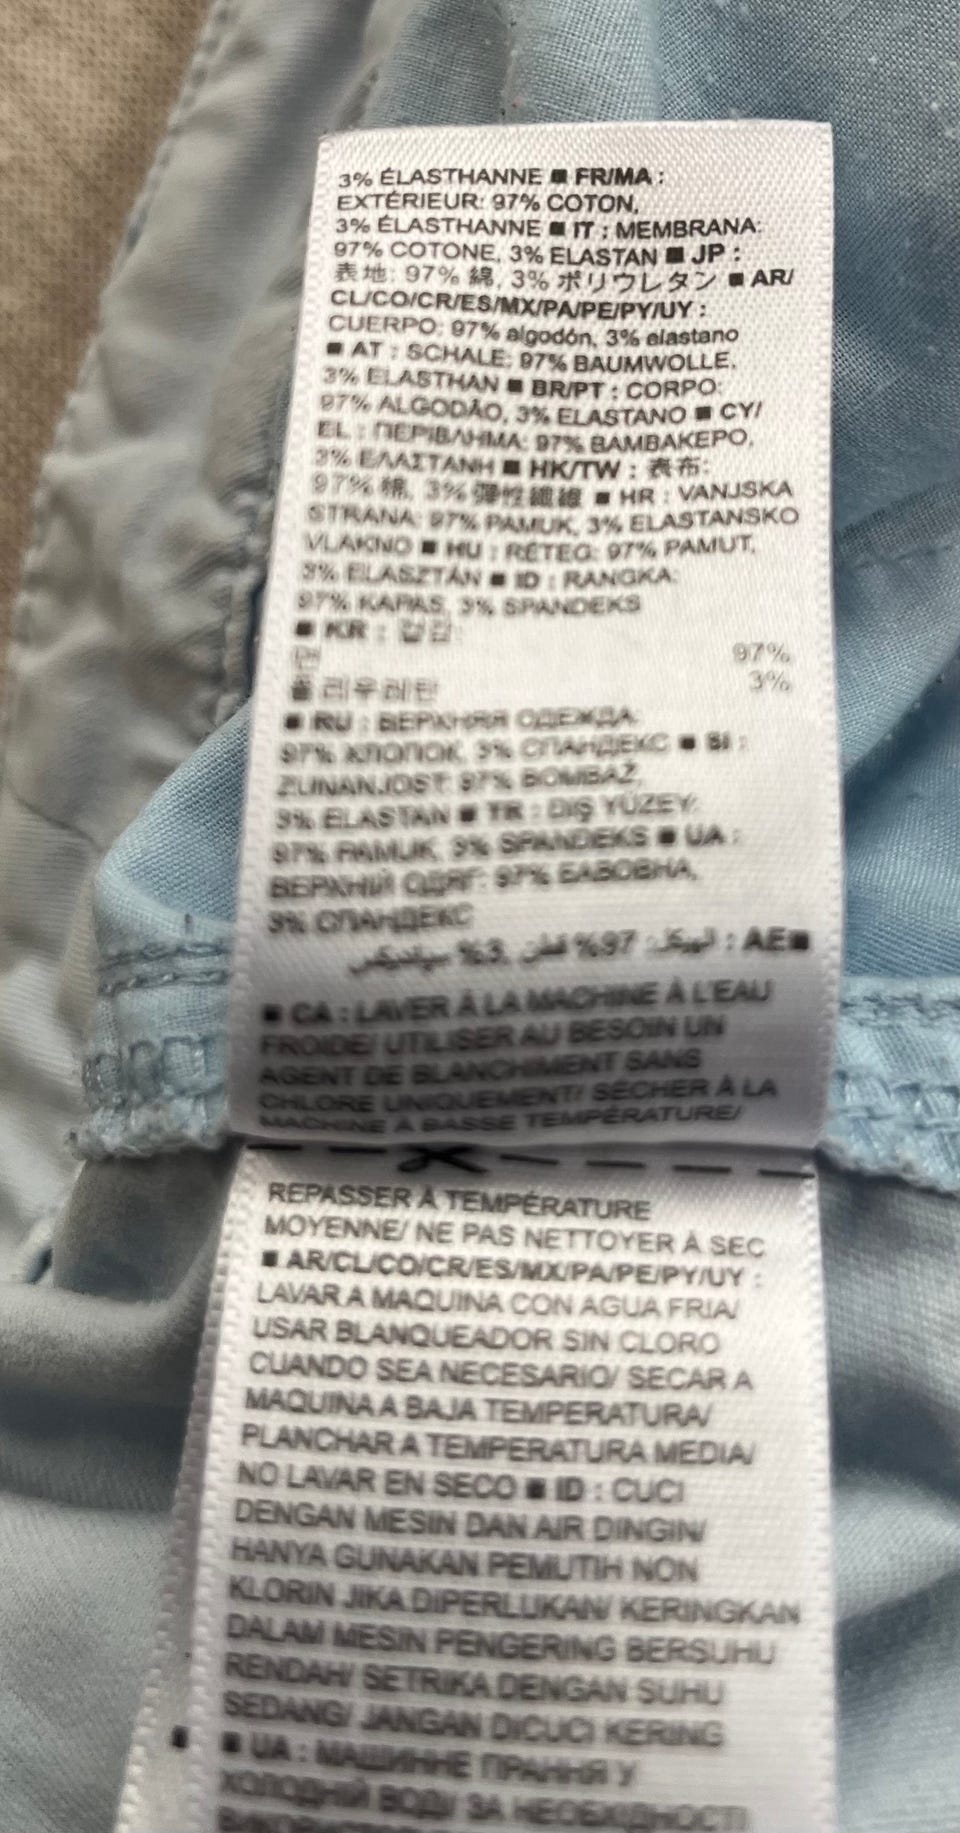 3% ÉLASTHANNE ■ FR/MA :
EXTÉRIEUR: 97% COTON,
3% ÉLASTHANNE ■ IT : MEMBRANA:
97% COTONE, 3% ELASTAN ■ JP :
表地: 97% 綿, 3% ポリウレタン ■ AR/
CL/CO/CR/ES/MX/PA/PE/PY/UY :
CUERPO: 97% algodón, 3% elastano
■ AT : SCHALE: 97% BAUMWOLLE,
3% ELASTHAN ■ BR/PT : CORPO:
97% ALGODÃO, 3% ELASTANO ■ CY/
EL : ΠΕΡΙΒΛΗΜΑ: 97% ΒΑΜΒΑΚΕΡΟ,
3% ΕΛΑΣΤΑΝΗ ■ HK/TW : 表布:
97% 棉, 3% 彈性纖維 ■ HR : VANJSKA
STRANA: 97% PAMUK, 3% ELASTANSKO
VLAKNO ■ HU : RÉTEG: 97% PAMUT,
3% ELASZTÁN ■ ID : RANGKA:
97% KAPAS, 3% SPANDEKS
■ KR : 겉감:
면 97%
폴리우레탄 3%
■ RU : ВЕРХНЯЯ ОДЕЖДА:
97% ХЛОПОК, 3% СПАНДЕКС ■ SI :
ZUNANJOST: 97% BOMBAŽ,
3% ELASTAN ■ TR : DIŞ YÜZEY:
97% PAMUK, 3% SPANDEKS ■ UA :
ВЕРХНІЙ ОДЯГ: 97% БАВОВНА,
3% СПАНДЕКС
■AE : الهيكل: 97% قطن, 3% سباندیکس
■ CA : LAVER À LA MACHINE À L'EAU
FROIDE/ UTILISER AU BESOIN UN
AGENT DE BLANCHIMENT SANS
CHLORE UNIQUEMENT/ SÉCHER À LA
MACHINE À BASSE TEMPÉRATURE/
REPASSER À TEMPÉRATURE
MOYENNE/ NE PAS NETTOYER À SEC
■ AR/CL/CO/CR/ES/MX/PA/PE/PY/UY :
LAVAR A MAQUINA CON AGUA FRIA/
USAR BLANQUEADOR SIN CLORO
CUANDO SEA NECESARIO/ SECAR A
MAQUINA A BAJA TEMPERATURA/
PLANCHAR A TEMPERATURA MEDIA/
NO LAVAR EN SECO ■ ID : CUCI
DENGAN MESIN DAN AIR DINGIN/
HANYA GUNAKAN PEMUTIH NON
KLORIN JIKA DIPERLUKAN/ KERINGKAN
DALAM MESIN PENGERING BERSUHU
RENDAH/ SETRIKA DENGAN SUHU
SEDANG/ JANGAN DICUCI KERING
■ UA : МАШИННЕ ПРАННЯ У
ХОЛОДНІЙ ВОДІ/ ЗА НЕОБХІДНОСТІ